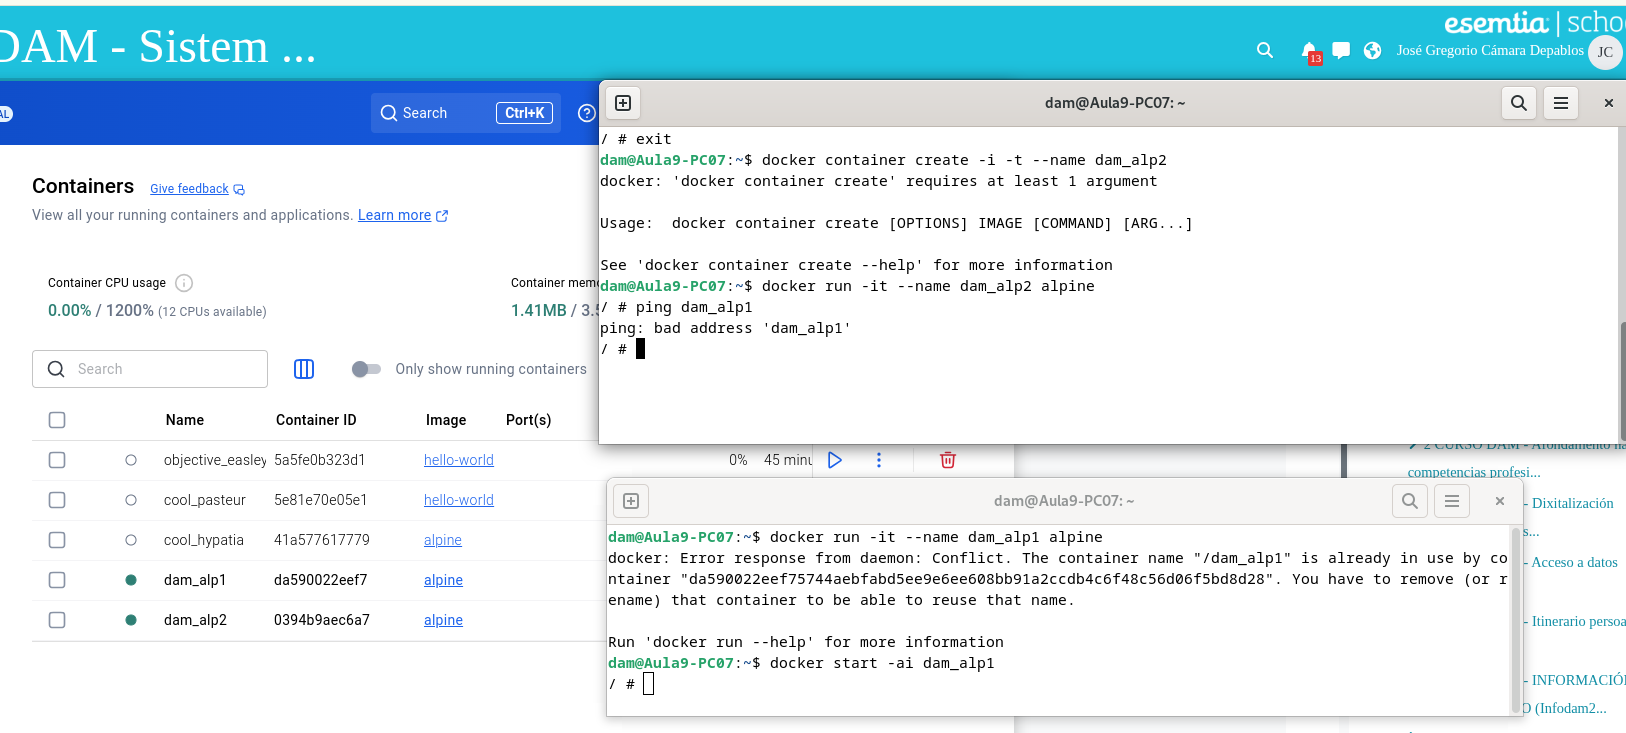 esemtia | scho
DAM - Sistem ...
13
José Gregorio Cámara Depablos
JC
AL
Search
Ctrl+K
Containers
Give feedback
View all your running containers and applications. Learn more
Container CPU usage
0.00% / 1200% (12 CPUs available)
Container mem
1.41MB / 3.5
Search
Only show running containers
Name Container ID Image Port(s)
objective_easley 5a5fe0b323d1 hello-world 0% 45 minu
cool_pasteur 5e81e70e05e1 hello-world
cool_hypatia 41a577617779 alpine
dam_alp1 da590022eef7 alpine
dam_alp2 0394b9aec6a7 alpine
dam@Aula9-PC07: ~
/ # exit
dam@Aula9-PC07:~$ docker container create -i -t --name dam_alp2
docker: 'docker container create' requires at least 1 argument
Usage:  docker container create [OPTIONS] IMAGE [COMMAND] [ARG...]
See 'docker container create --help' for more information
dam@Aula9-PC07:~$ docker run -it --name dam_alp2 alpine
/ # ping dam_alp1
ping: bad address 'dam_alp1'
/ #
dam@Aula9-PC07: ~
dam@Aula9-PC07:~$ docker run -it --name dam_alp1 alpine
docker: Error response from daemon: Conflict. The container name "/dam_alp1" is already in use by co
ntainer "da590022eef75744aebfabd5ee9e6ee608bb91a2ccdb4c6f48c56d06f5bd8d28". You have to remove (or r
ename) that container to be able to reuse that name.
Run 'docker run --help' for more information
dam@Aula9-PC07:~$ docker start -ai dam_alp1
/ #
2 CURSO DAM - Afondamento na
competencias profesi...
- Dixitalización
s...
- Acceso a datos
- Itinerario persoa
- INFORMACIÓ
O (Infodam2...